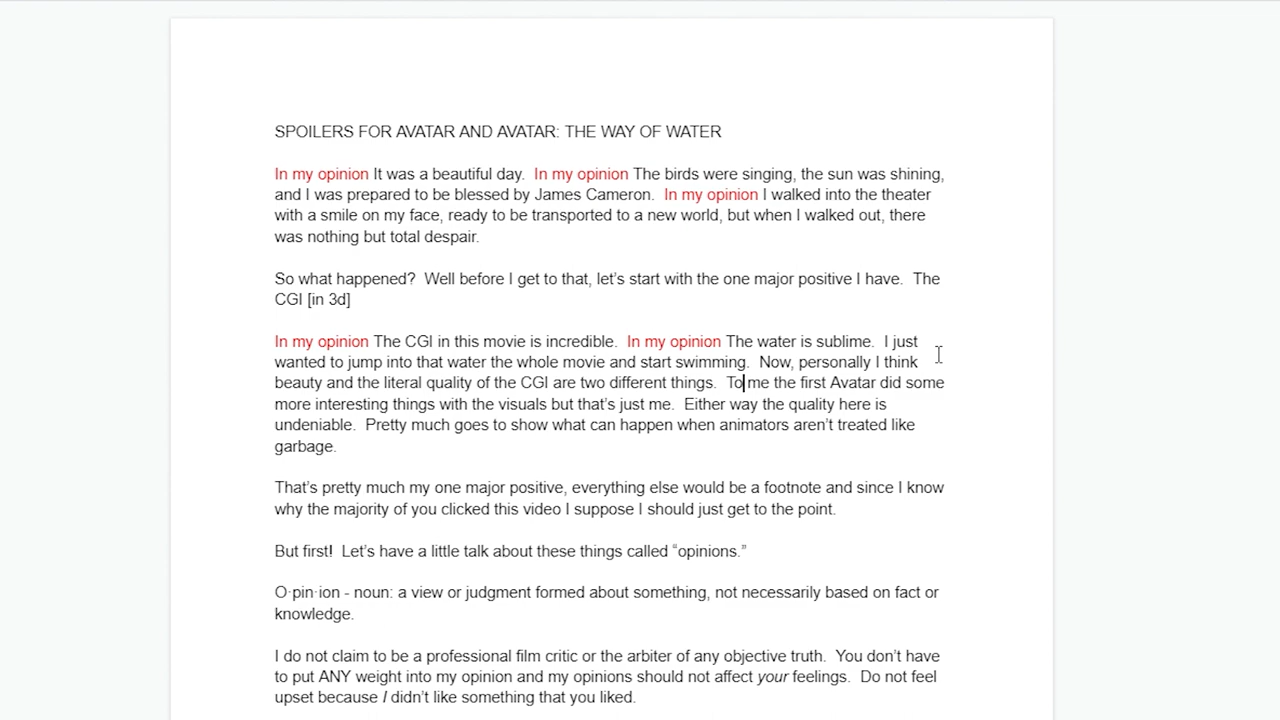 SPOILERS FOR AVATAR AND AVATAR: THE WAY OF WATER
In my opinion It was a beautiful day.  In my opinion The birds were singing, the sun was shining,
and I was prepared to be blessed by James Cameron.  In my opinion I walked into the theater
with a smile on my face, ready to be transported to a new world, but when I walked out, there
was nothing but total despair.
So what happened?  Well before I get to that, let’s start with the one major positive I have.  The
CGI [in 3d]
In my opinion The CGI in this movie is incredible.  In my opinion The water is sublime.  I just
wanted to jump into that water the whole movie and start swimming.  Now, personally I think
beauty and the literal quality of the CGI are two different things.  To me the first Avatar did some
more interesting things with the visuals but that’s just me.  Either way the quality here is
undeniable.  Pretty much goes to show what can happen when animators aren’t treated like
garbage.
That’s pretty much my one major positive, everything else would be a footnote and since I know
why the majority of you clicked this video I suppose I should just get to the point.
But first!  Let’s have a little talk about these things called “opinions.”
O·pin·ion - noun: a view or judgment formed about something, not necessarily based on fact or
knowledge.
I do not claim to be a professional film critic or the arbiter of any objective truth.  You don’t have
to put ANY weight into my opinion and my opinions should not affect your feelings.  Do not feel
upset because I didn’t like something that you liked.